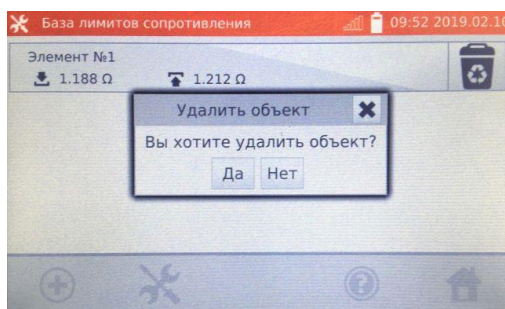 База лимитов сопротивления 09:52 2019.02.10
Элемент №1
1.188 Ω 1.212 Ω
Удалить объект
Вы хотите удалить объект?
Да Нет